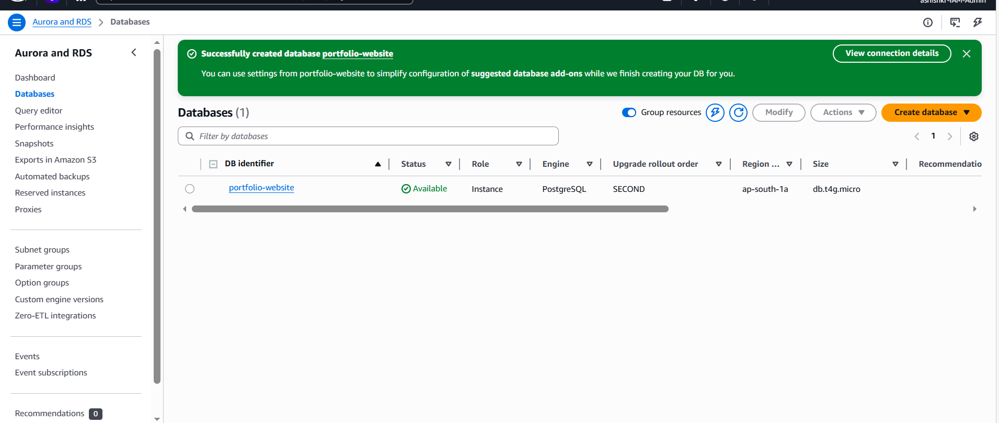 ashishkr-IAM-Admin
Aurora and RDS > Databases
Aurora and RDS
Dashboard
Databases
Query editor
Performance insights
Snapshots
Exports in Amazon S3
Automated backups
Reserved instances
Proxies
Subnet groups
Parameter groups
Option groups
Custom engine versions
Zero-ETL integrations
Events
Event subscriptions
Recommendations 0
Successfully created database portfolio-website
View connection details
You can use settings from portfolio-website to simplify configuration of suggested database add-ons while we finish creating your DB for you.
Databases (1)
Group resources
Modify
Actions
Create database
Filter by databases
1
DB identifier Status Role Engine Upgrade rollout order Region ... Size Recommendatio
portfolio-website Available Instance PostgreSQL SECOND ap-south-1a db.t4g.micro